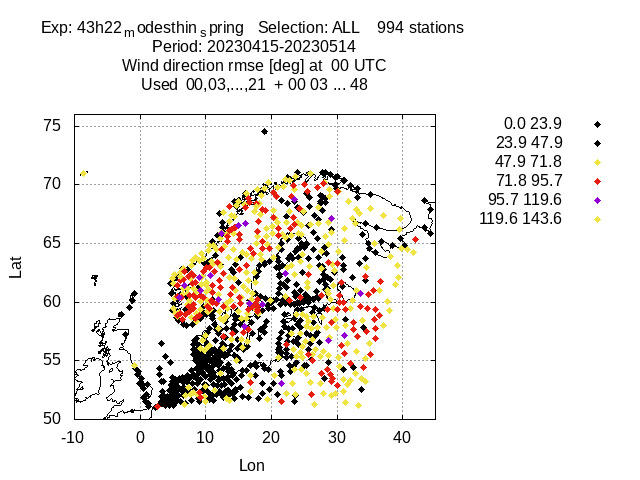 Exp: 43h22modesthinspring Selection: ALL 994 stations
Period: 20230415-20230514
Wind direction rmse [deg] at 00 UTC
Used 00,03,...,21 + 00 03 ... 48
0.0 23.9
23.9 47.9
47.9 71.8
71.8 95.7
95.7 119.6
119.6 143.6
75
70
65
60
55
50
Lat
-10 0 10 20 30 40
Lon